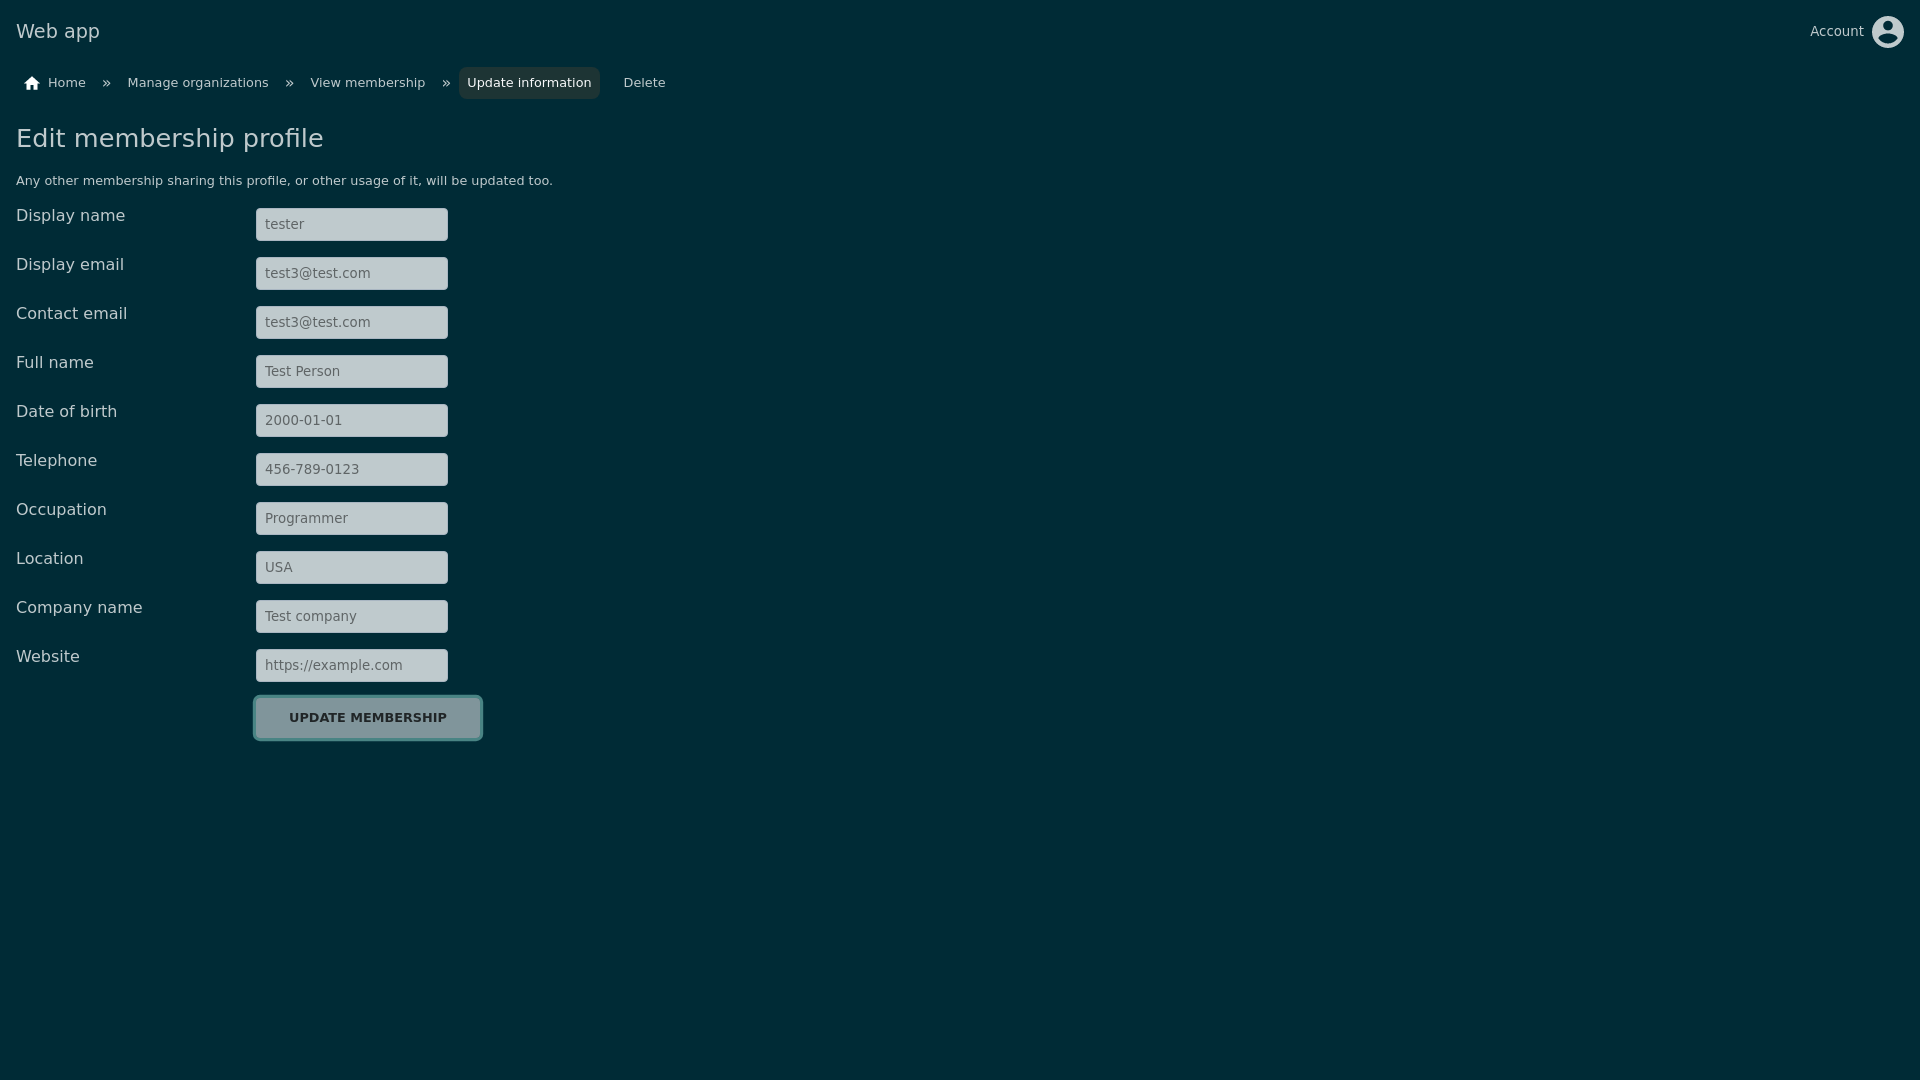 Web app
Account
Home » Manage organizations » View membership » Update information Delete
Edit membership profile
Any other membership sharing this profile, or other usage of it, will be updated too.
Display name tester
Display email test3@test.com
Contact email test3@test.com
Full name Test Person
Date of birth 2000-01-01
Telephone 456-789-0123
Occupation Programmer
Location USA
Company name Test company
Website https://example.com
UPDATE MEMBERSHIP